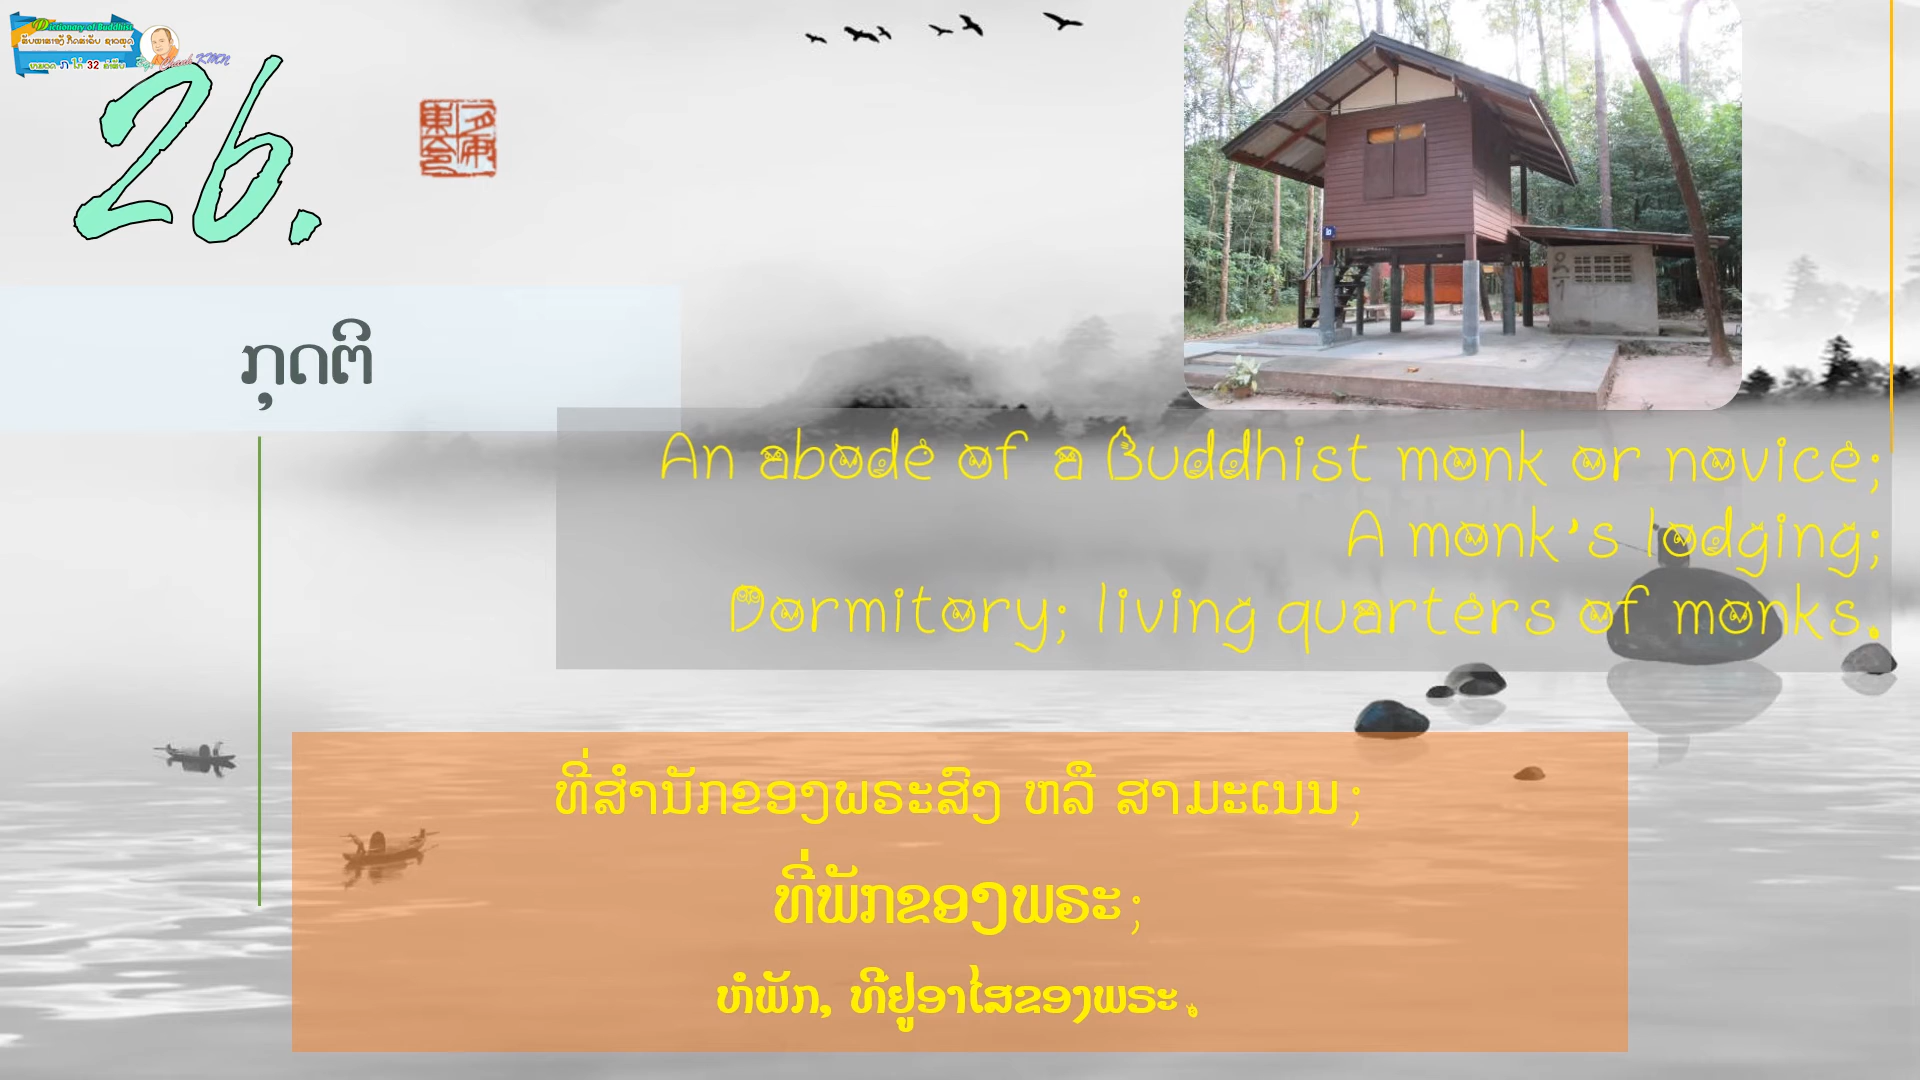 Dictionary of Buddhist
26.
ກຸດຕິ
An abode of a Buddhist monk or novice;
A monk's lodging;
Dormitory; living quarters of monks.
ທີ່ສຳນັກຂອງພຣະສົງ ຫລື ສາມະເນນ;
ທີ່ພັກຂອງພຣະ;
ຫໍພັກ, ທີ່ຢູ່ອາໄສຂອງພຣະ.